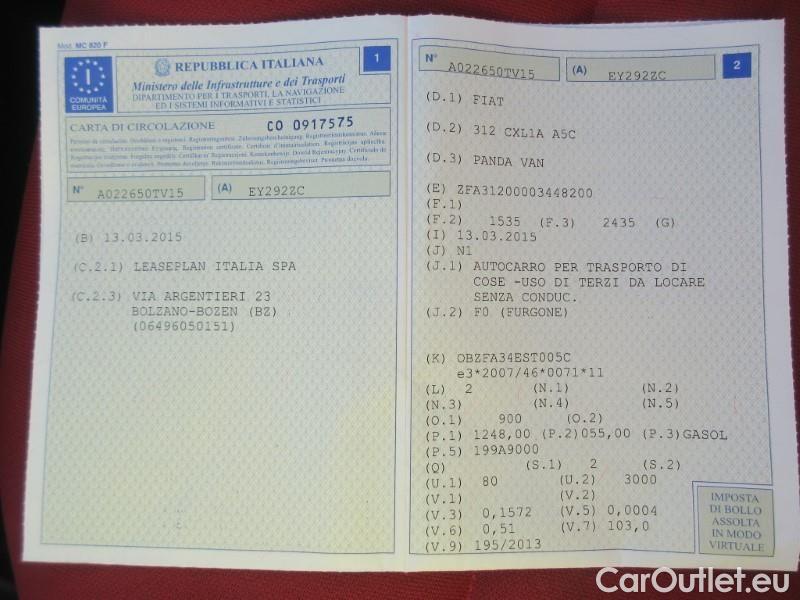 Mod. MC 820 F
REPUBBLICA ITALIANA
1
Ministero delle Infrastrutture e dei Trasporti
DIPARTIMENTO PER I TRASPORTI, LA NAVIGAZIONE
ED I SISTEMI INFORMATIVI E STATISTICI
I
COMUNITÀ
EUROPEA
CARTA DI CIRCOLAZIONE CO 0917575
N° A022650TV15 (A) EY292ZC
(B) 13.03.2015
(C.2.1) LEASEPLAN ITALIA SPA
(C.2.3) VIA ARGENTIERI 23
BOLZANO-BOZEN (BZ)
(06496050151)
N° A022650TV15 (A) EY292ZC 2
(D.1) FIAT
(D.2) 312 CXL1A A5C
(D.3) PANDA VAN
(E) ZFA31200003448200
(F.1)
(F.2) 1535 (F.3) 2435 (G)
(I) 13.03.2015
(J) N1
(J.1) AUTOCARRO PER TRASPORTO DI
COSE -USO DI TERZI DA LOCARE
SENZA CONDUC.
(J.2) F0 (FURGONE)
(K) OBZFA34EST005C
e3*2007/46*0071*11
(L) 2 (N.1) (N.2)
(N.3) (N.4) (N.5)
(O.1) 900 (O.2)
(P.1) 1248,00 (P.2)055,00 (P.3)GASOL
(P.5) 199A9000
(Q) (S.1) 2 (S.2)
(U.1) 80 (U.2) 3000
(V.1) (V.2)
(V.3) 0,1572 (V.5) 0,0004
(V.6) 0,51 (V.7) 103,0
(V.9) 195/2013
IMPOSTA
DI BOLLO
ASSOLTA
IN MODO
VIRTUALE
CarOutlet.eu